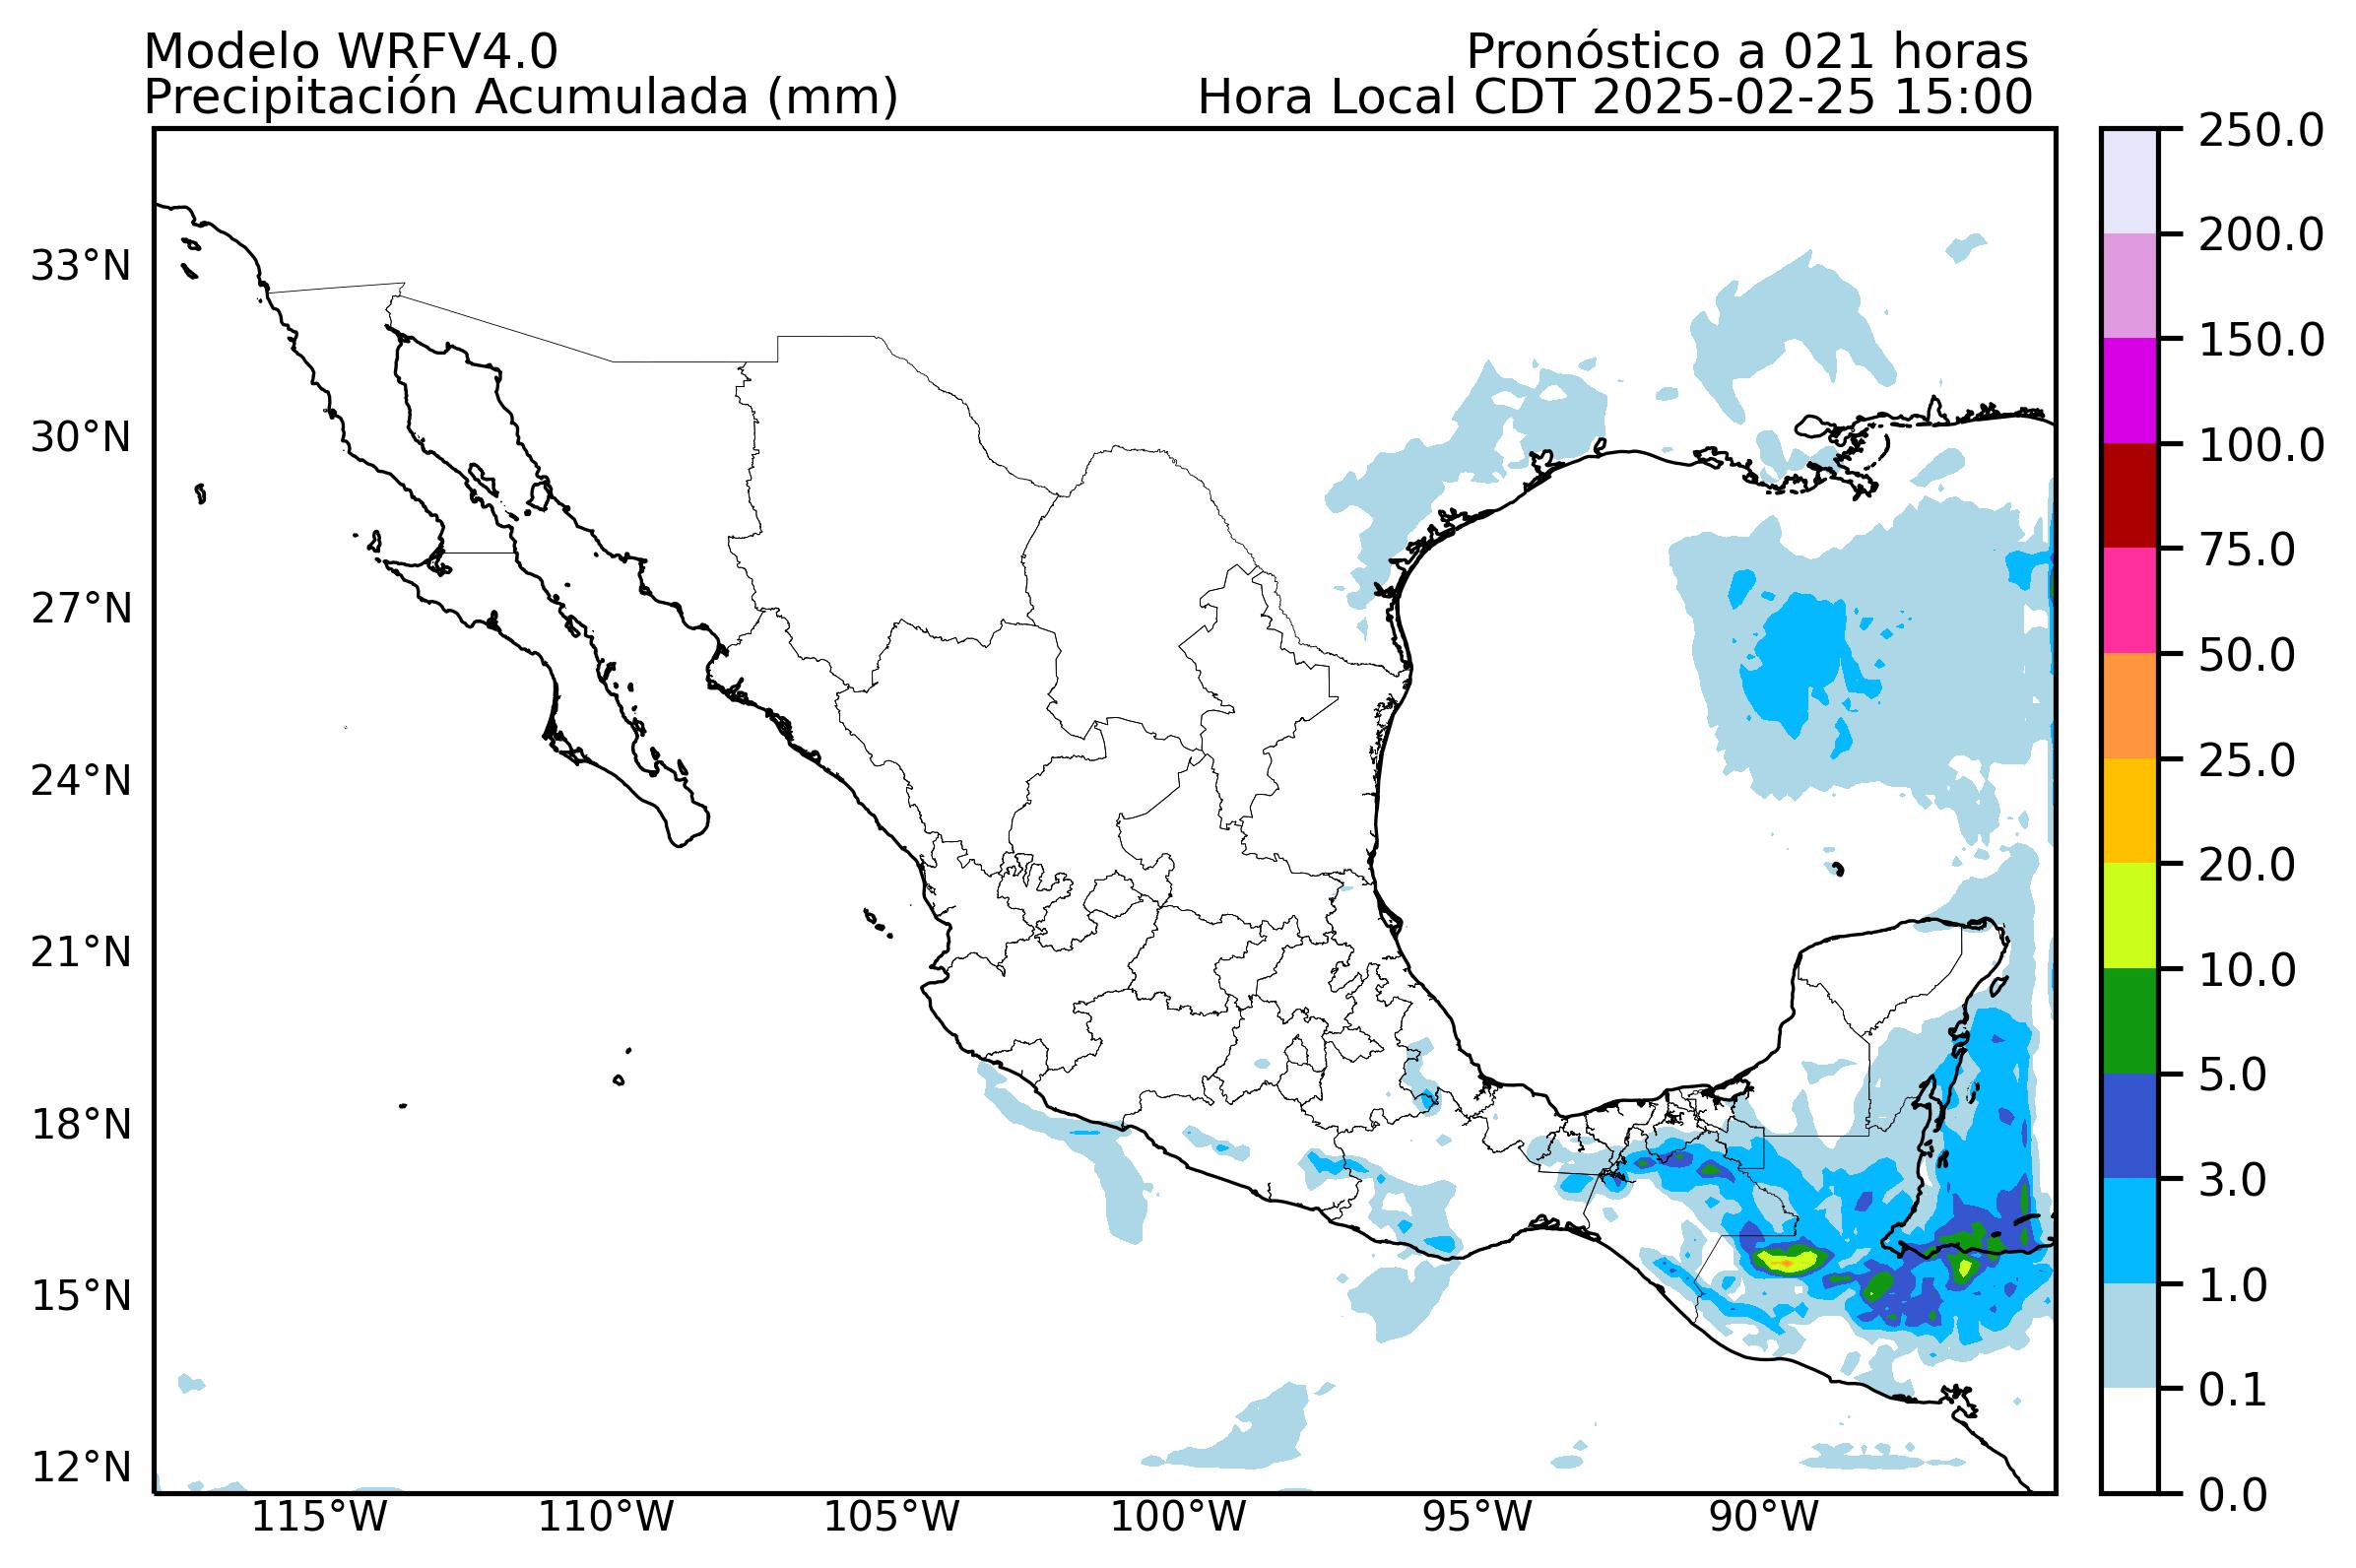 Modelo WRFV4.0
Pronóstico a 021 horas
Precipitación Acumulada (mm)
Hora Local CDT 2025-02-25 15:00
33°N
30°N
27°N
24°N
21°N
18°N
15°N
12°N
115°W
110°W
105°W
100°W
95°W
90°W
250.0
200.0
150.0
100.0
75.0
50.0
25.0
20.0
10.0
5.0
3.0
1.0
0.1
0.0